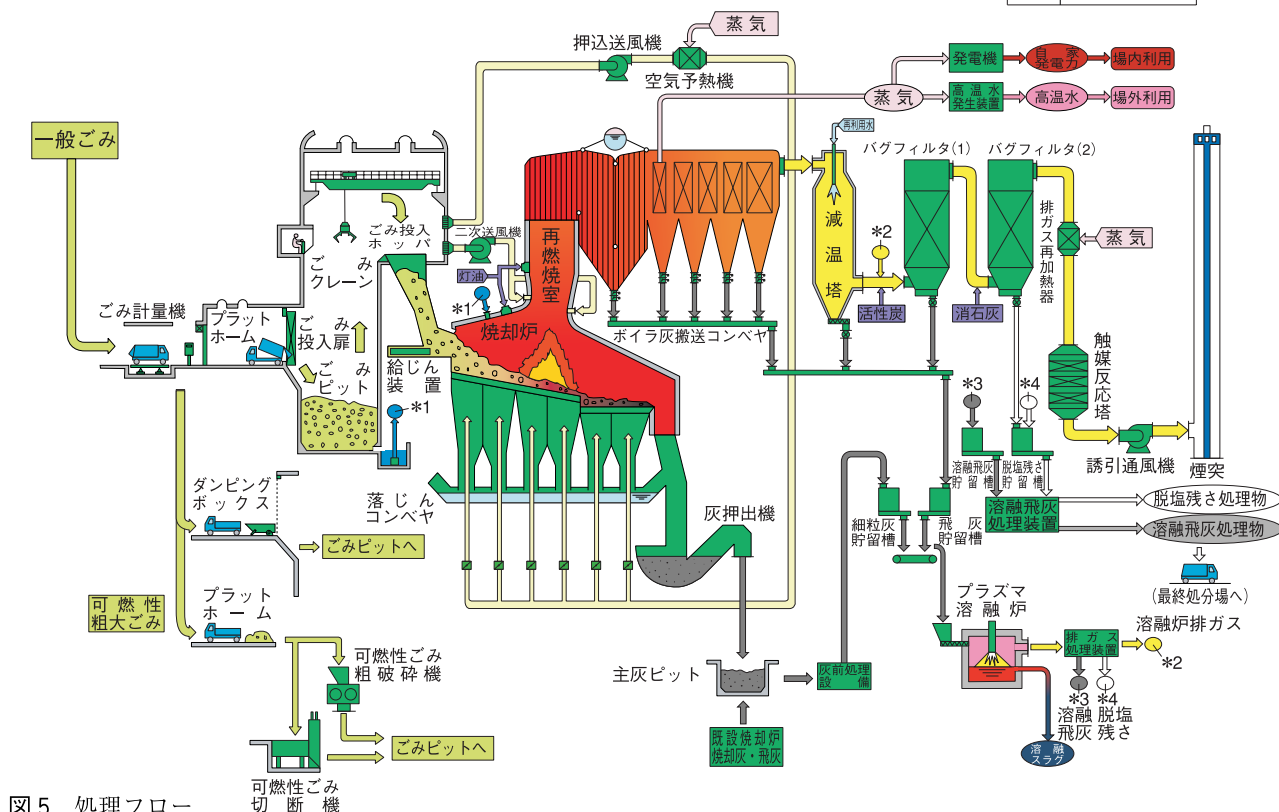 蒸気
押込送風機
空気予熱機
発電機
自家
発電力
場内利用
蒸気
高温水
発生装置
高温水
場外利用
一般ごみ
再利用水
バグフィルタ(1)
バグフィルタ(2)
ごみ投入
ホッパ
二次送風機
灯油
再燃焼室
減温塔
*2
排ガス再加熱器
蒸気
ごみ
クレーン
*1
焼却炉
活性炭
消石灰
ごみ計量機
プラット
ホーム
ごみ
投入扉
ごみ
ピット
給じん
装置
ボイラ灰搬送コンベヤ
触媒反応塔
*1
*3
*4
誘引通風機
煙突
ダンピング
ボックス
落じん
コンベヤ
灰押出機
溶融飛灰
貯留槽
脱塩残さ
貯留槽
溶融飛灰
処理装置
脱塩残さ処理物
溶融飛灰処理物
細粒灰
貯留槽
飛灰
貯留槽
ごみピットへ
(最終処分場へ)
可燃性
粗大ごみ
プラット
ホーム
プラズマ
溶融炉
溶融炉排ガス
排ガス
処理装置
*2
可燃性ごみ
粗破砕機
主灰ピット
灰前処理
設備
*3
溶融
飛灰
*4
脱塩
残さ
既設焼却炉
焼却灰・飛灰
ごみピットへ
溶融
スラグ
可燃性ごみ
切断機
図5 処理フロー